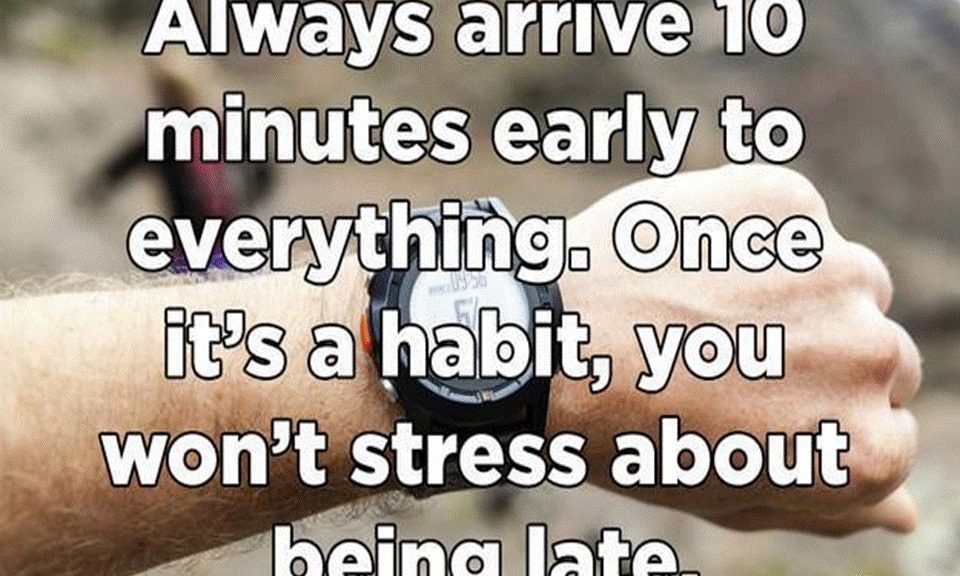 Always arrive 10
minutes early to
everything. Once
it's a habit, you
won't stress about
being late.